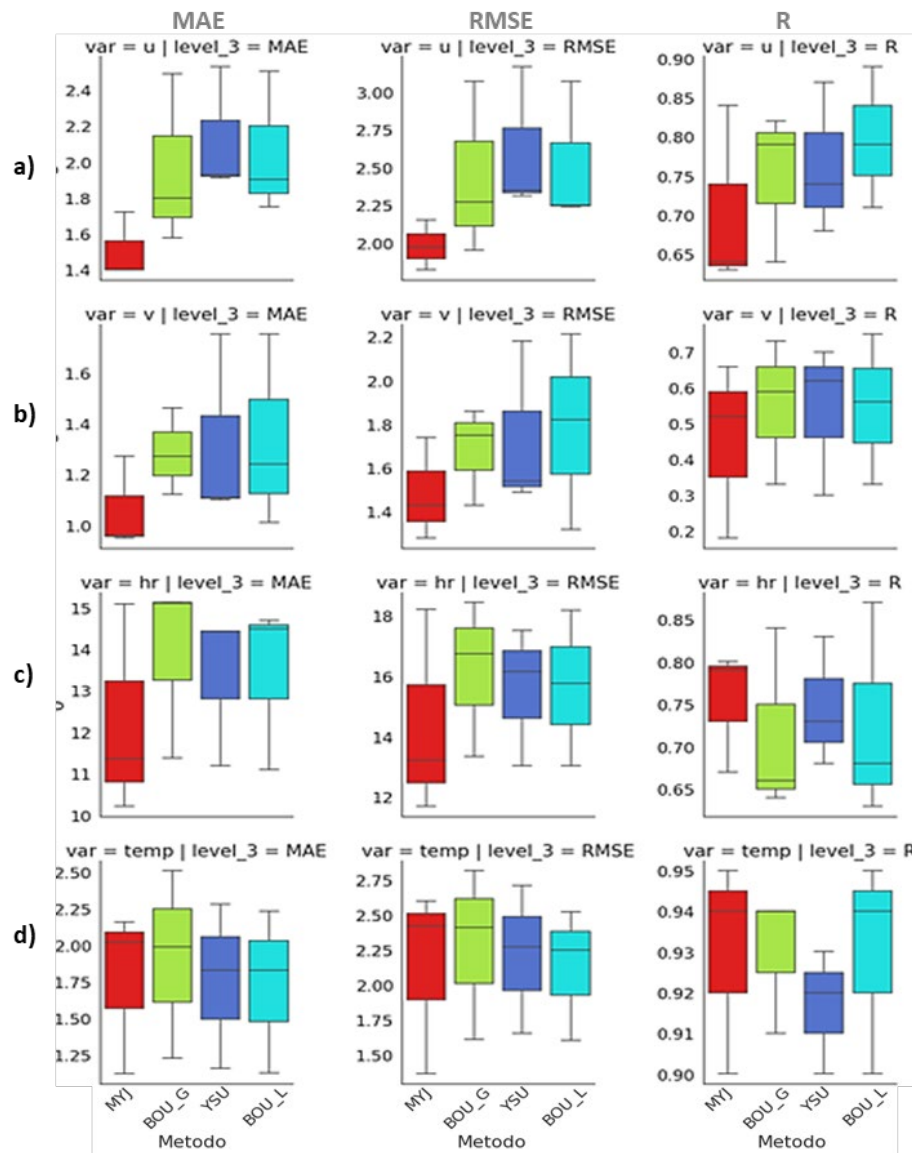 MAE RMSE R
a)
var = u | level_3 = MAE var = u | level_3 = RMSE var = u | level_3 = R
2.4 3.00 0.90
2.2 2.75 0.85
2.0 2.50 0.80
1.8 2.25 0.75
1.6 2.00 0.70
1.4 0.65
b)
var = v | level_3 = MAE var = v | level_3 = RMSE var = v | level_3 = R
1.6 2.2 0.7
1.4 2.0 0.6
1.2 1.8 0.5
1.0 1.6 0.4
1.4 0.3
0.2
c)
var = hr | level_3 = MAE var = hr | level_3 = RMSE var = hr | level_3 = R
15 18 0.85
14 16 0.80
13 14 0.75
12 12 0.70
11 0.65
10
d)
var = temp | level_3 = MAE var = temp | level_3 = RMSE var = temp | level_3 = R
2.50 2.75 0.95
2.25 2.50 0.94
2.00 2.25 0.93
1.75 2.00 0.92
1.50 1.75 0.91
1.25 1.50 0.90
MYJ BOU_G YSU BOU_L MYJ BOU_G YSU BOU_L MYJ BOU_G YSU BOU_L
Metodo Metodo Metodo